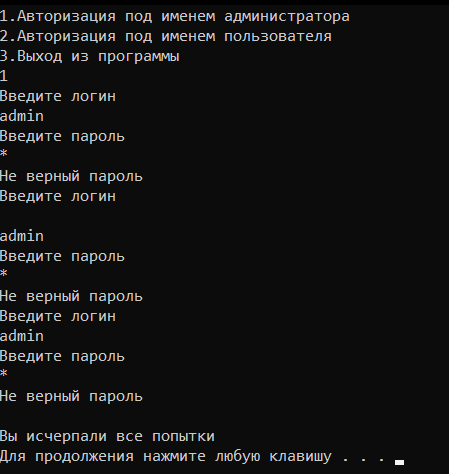 1.Авторизация под именем администратора
2.Авторизация под именем пользователя
3.Выход из программы
1
Введите логин
admin
Введите пароль
*
Не верный пароль
Введите логин
admin
Введите пароль
*
Не верный пароль
Введите логин
admin
Введите пароль
*
Не верный пароль
Вы исчерпали все попытки
Для продолжения нажмите любую клавишу . . .